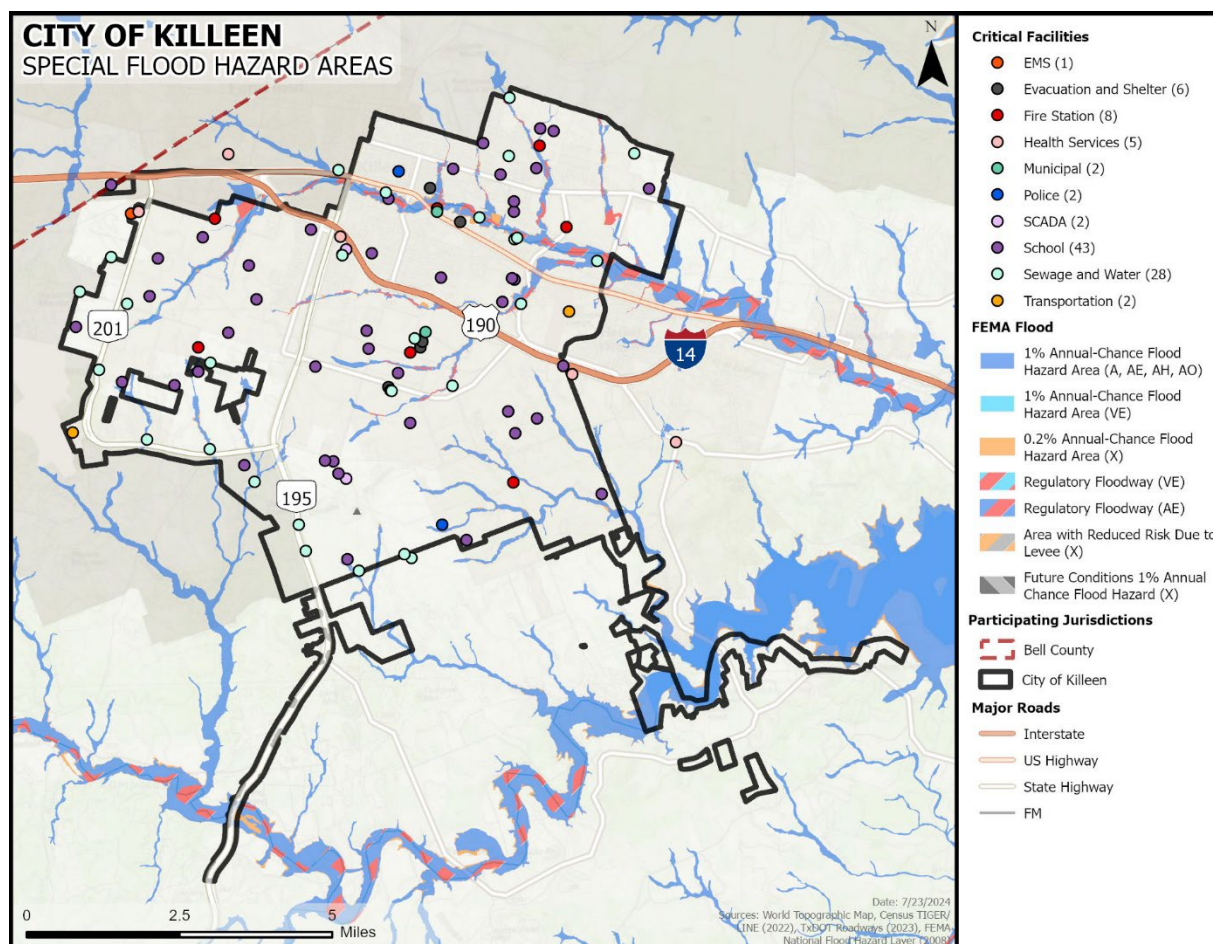 CITY OF KILLEEN
SPECIAL FLOOD HAZARD AREAS
N
201
190
14
195
0
2.5
5
Miles
Date: 7/23/2024
Sources: World Topographic Map, Census TIGER/
LINE (2022), TxDOT Roadways (2023), FEMA
National Flood Hazard Layer (2008)
Critical Facilities
EMS (1)
Evacuation and Shelter (6)
Fire Station (8)
Health Services (5)
Municipal (2)
Police (2)
SCADA (2)
School (43)
Sewage and Water (28)
Transportation (2)
FEMA Flood
1% Annual-Chance Flood
Hazard Area (A, AE, AH, AO)
1% Annual-Chance Flood
Hazard Area (VE)
0.2% Annual-Chance Flood
Hazard Area (X)
Regulatory Floodway (VE)
Regulatory Floodway (AE)
Area with Reduced Risk Due to
Levee (X)
Future Conditions 1% Annual
Chance Flood Hazard (X)
Participating Jurisdictions
Bell County
City of Killeen
Major Roads
Interstate
US Highway
State Highway
FM